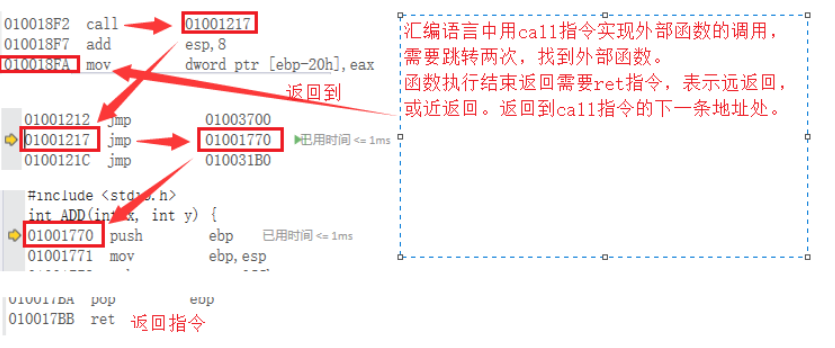 010018F2 call 01001217
010018F7 add esp,8
010018FA mov dword ptr [ebp-20h],eax
返回到
01001212 jmp 01003700
01001217 jmp 01001770 已用时间 <= 1ms
0100121C jmp 010031B0
#include <stdio.h>
int ADD(int x, int y) {
01001770 push ebp 已用时间 <= 1ms
01001771 mov ebp,esp
010017BA pop ebp
010017BB ret 返回指令
汇编语言中用call指令实现外部函数的调用，
需要跳转两次，找到外部函数。
函数执行结束返回需要ret指令，表示远返回，
或近返回。返回到call指令的下一条地址处。